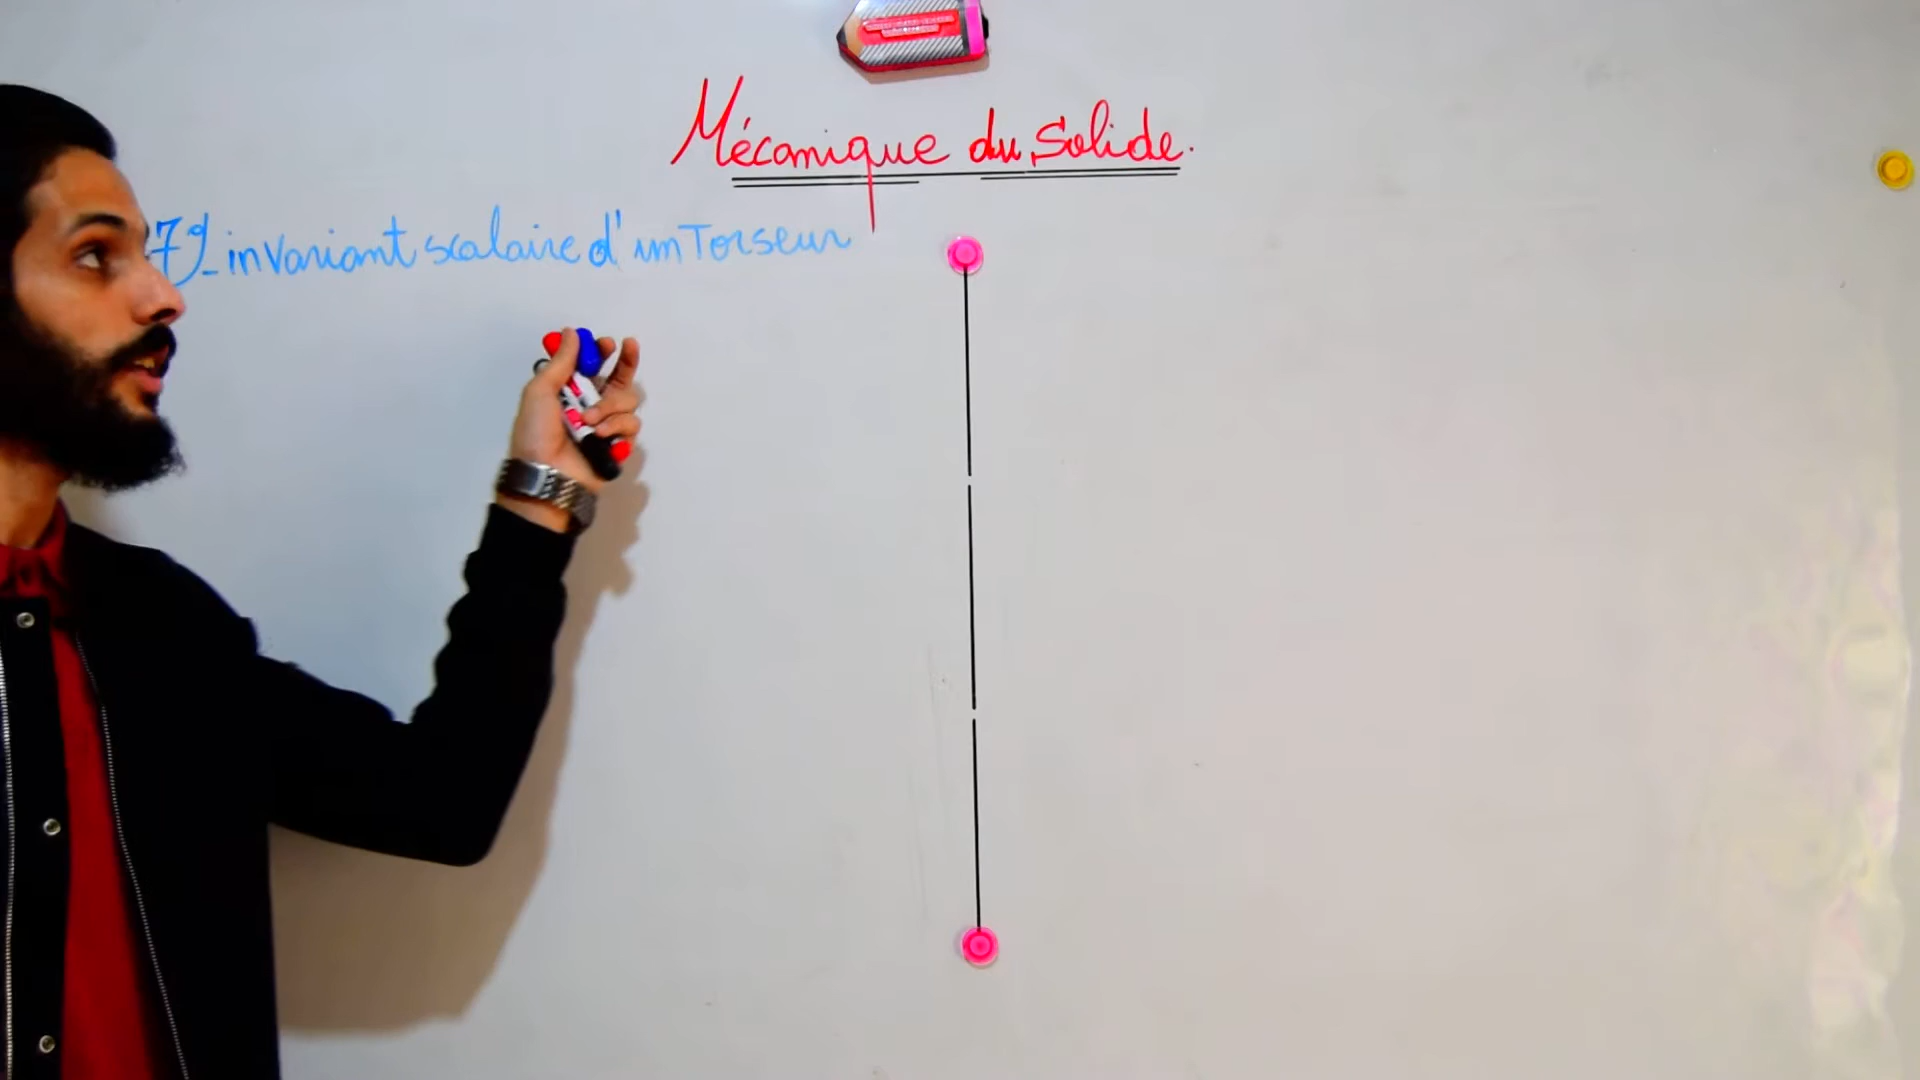 Mécanique du Solide.
7)_ invariant scalaire d'un Torseur